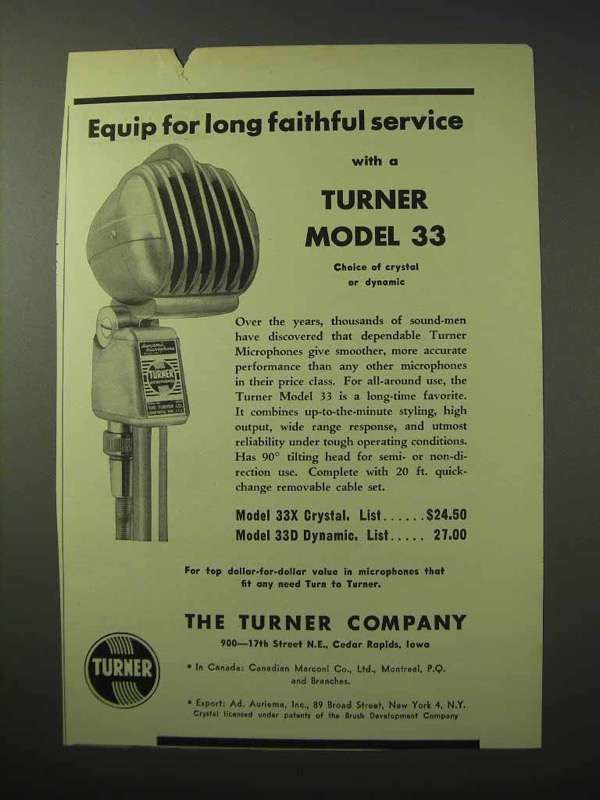 Equip for long faithful service
with a
TURNER
MODEL 33
Choice of crystal
or dynamic
Over the years, thousands of sound-men
have discovered that dependable Turner
Microphones give smoother, more accurate
performance than any other microphones
in their price class. For all-around use, the
Turner Model 33 is a long-time favorite.
It combines up-to-the-minute styling, high
output, wide range response, and utmost
reliability under tough operating conditions.
Has 90° tilting head for semi- or non-di-
rection use. Complete with 20 ft. quick-
change removable cable set.
Model 33X Crystal. List......$24.50
Model 33D Dynamic. List..... 27.00
dynamic microphone
TURNER
THE TURNER CO.
For top dollar-for-dollar value in microphones that
fit any need Turn to Turner.
THE TURNER COMPANY
900—17th Street N.E., Cedar Rapids, Iowa
TURNER
• In Canada: Canadian Marconi Co., Ltd., Montreal, P.Q.
and Branches.
• Export: Ad. Auriema, Inc., 89 Broad Street, New York 4, N.Y.
Crystal licensed under patents of the Brush Development Company